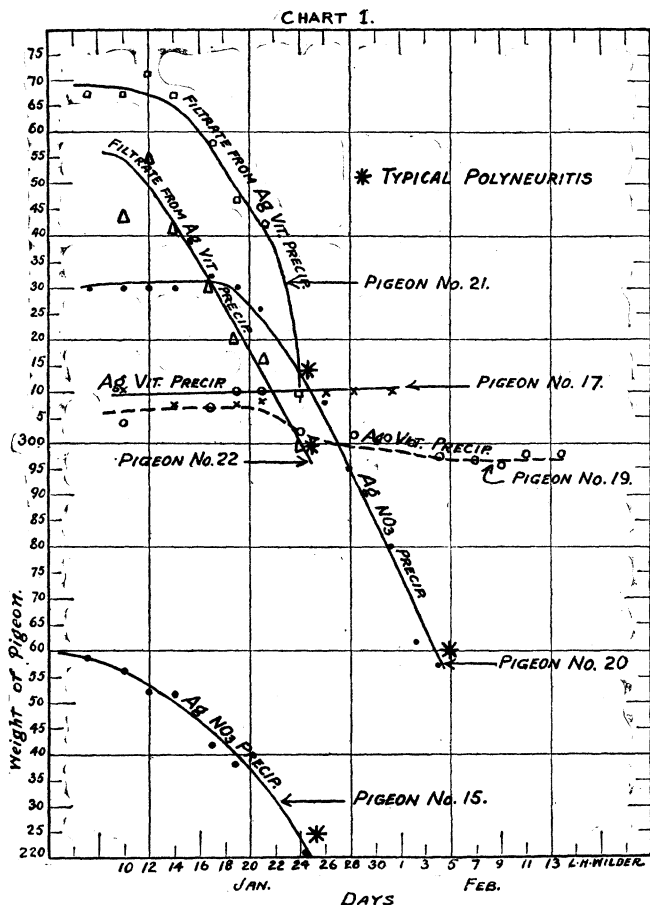 CHART I.
75
70
65
60
55
50
45
40
35
30
20
15
10
5
300
95
90
85
80
75
70
65
60
55
50
45
40
35
30
25
220
Weight of Pigeon.
FILTRATE FROM Ag VIT. PRECIP.
FILTRATE FROM Ag VIT. PRECIP.
TYPICAL POLYNEURITIS
PIGEON No. 21.
Ag VIT. PRECIP
PIGEON No. 17.
Ag VIT. PRECIP.
PIGEON No. 22
PIGEON No. 19.
Ag NO3 PRECIP
PIGEON No. 20
Ag NO3 PRECIP.
PIGEON No. 15.
10 12 14 16 18 20 22 24 26 28 30 1 3 5 7 9 11 13 L.H. WILDER
JAN. FEB.
DAYS